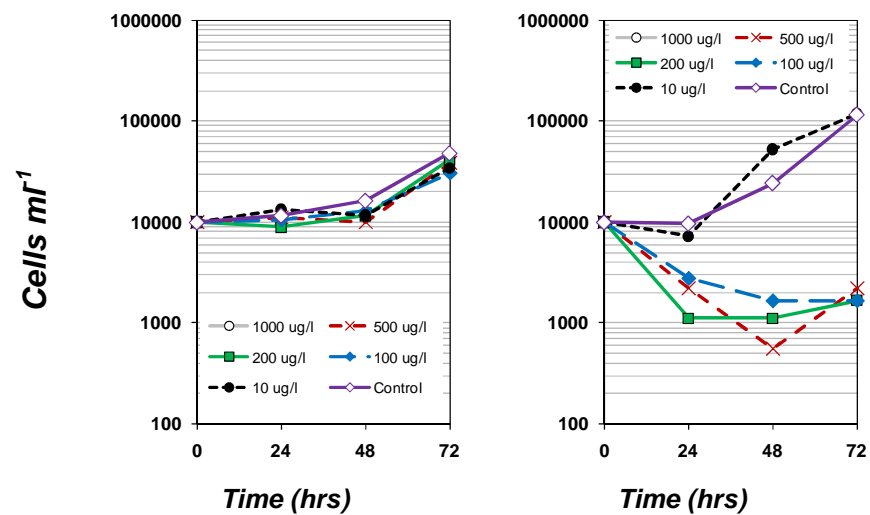 Cells ml-1
1000000
100000
10000
1000
100
1000 ug/l
500 ug/l
200 ug/l
100 ug/l
10 ug/l
Control
0
24
48
72
Time (hrs)
1000000
100000
10000
1000
100
1000 ug/l
500 ug/l
200 ug/l
100 ug/l
10 ug/l
Control
0
24
48
72
Time (hrs)